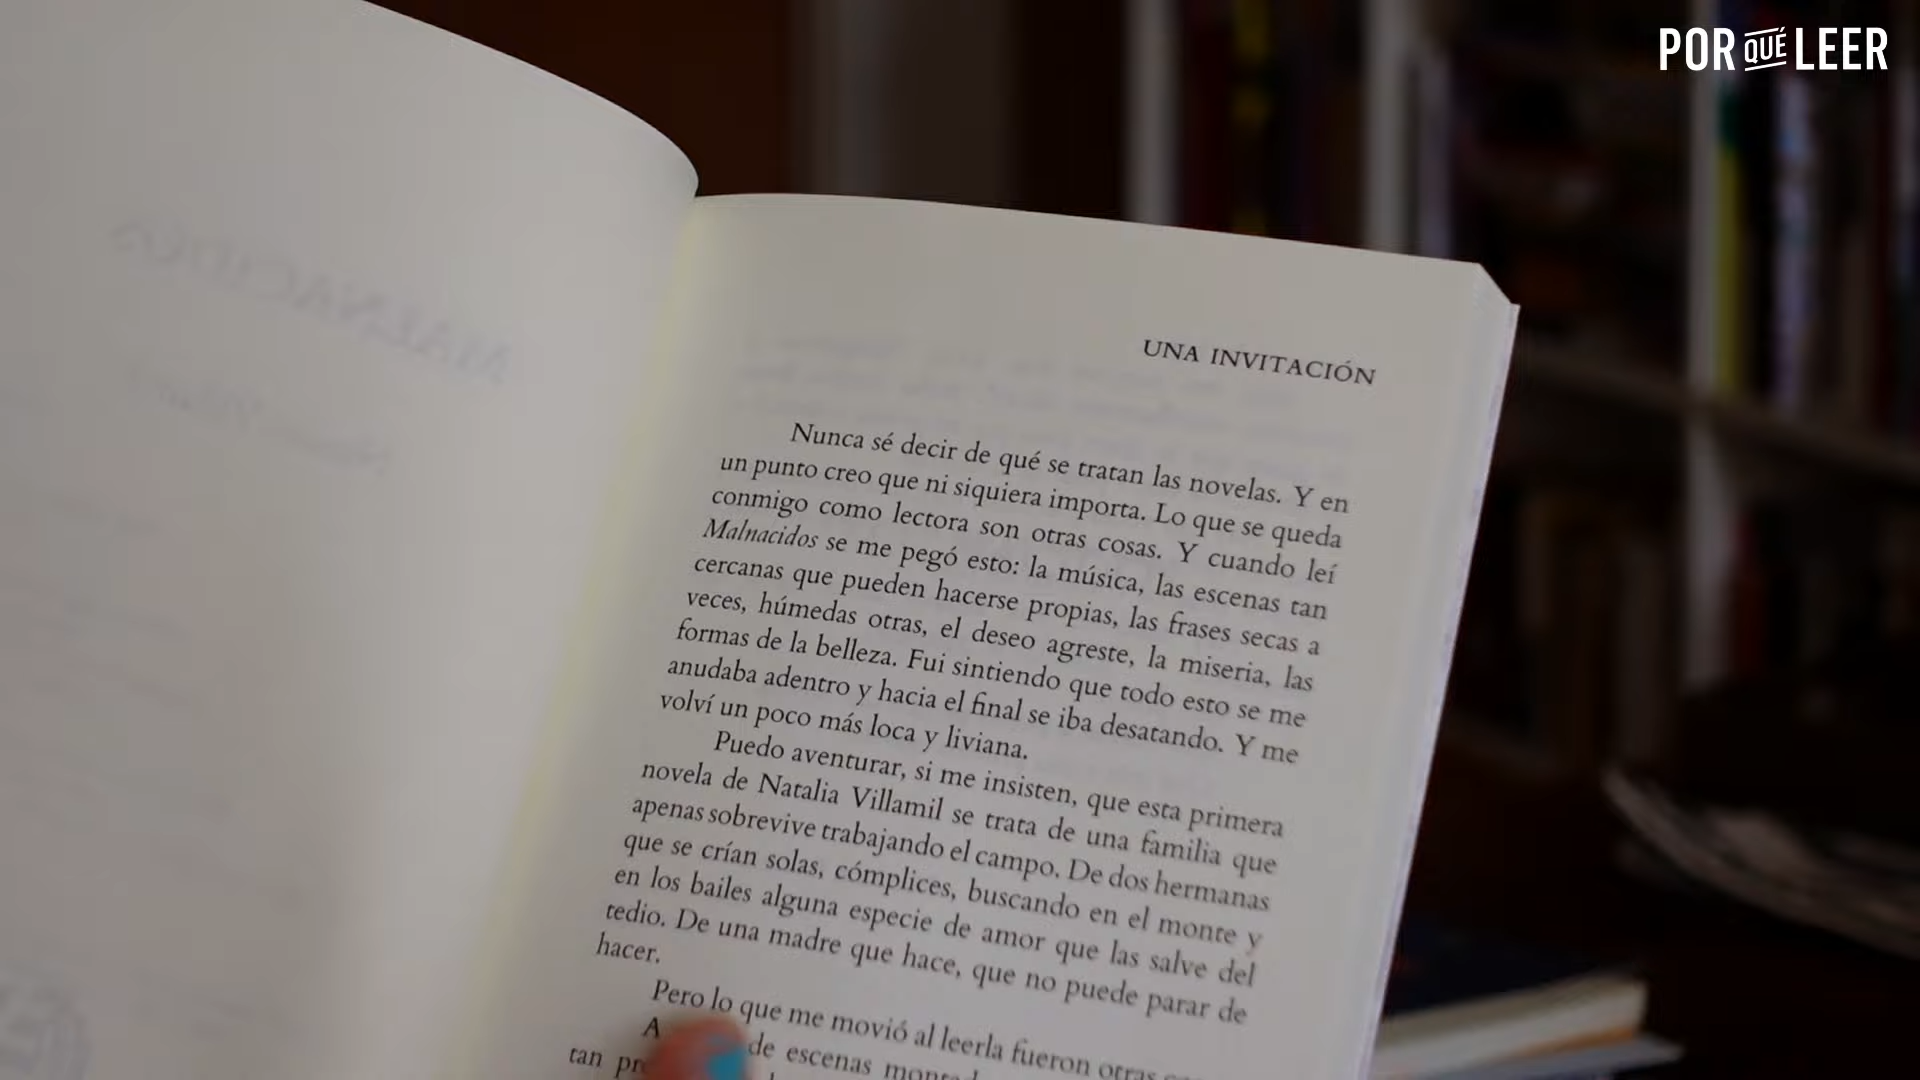 POR QUÉ LEER
UNA INVITACIÓN
Nunca sé decir de qué se tratan las novelas. Y en
un punto creo que ni siquiera importa. Lo que se queda
conmigo como lectora son otras cosas. Y cuando leí
Malnacidos se me pegó esto: la música, las escenas tan
cercanas que pueden hacerse propias, las frases secas a
veces, húmedas otras, el deseo agreste, la miseria, las
formas de la belleza. Fui sintiendo que todo esto se me
anudaba adentro y hacia el final se iba desatando. Y me
volví un poco más loca y liviana.
Puedo aventurar, si me insisten, que esta primera
novela de Natalia Villamil se trata de una familia que
apenas sobrevive trabajando el campo. De dos hermanas
que se crían solas, cómplices, buscando en el monte y
en los bailes alguna especie de amor que las salve del
tedio. De una madre que hace, que no puede parar de
hacer.
Pero lo que me movió al leerla fueron otras
A de escenas
tan